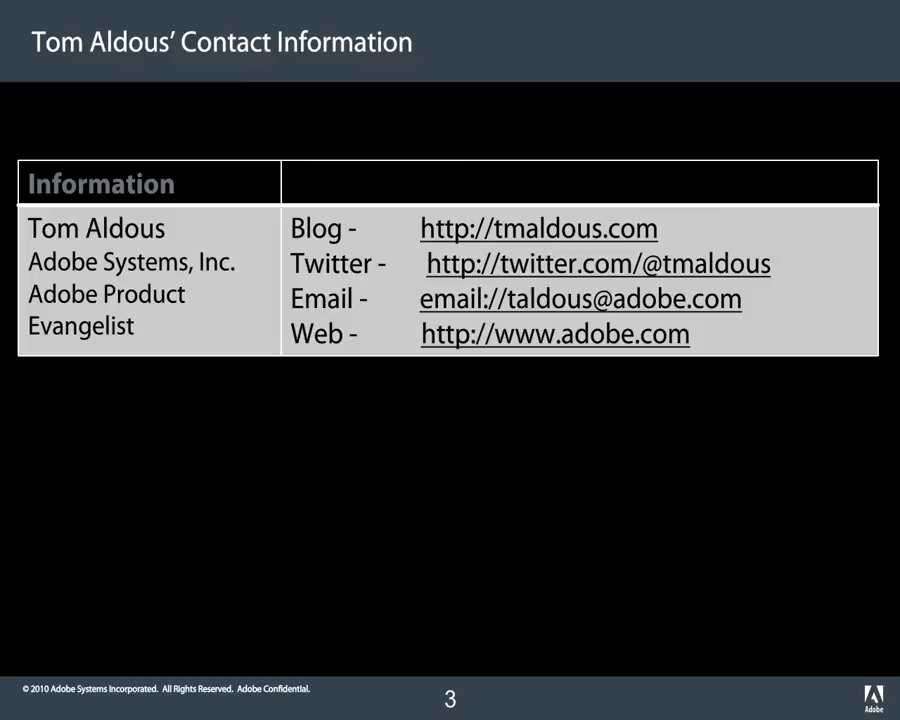 Tom Aldous’ Contact Information
Information
Tom Aldous
Adobe Systems, Inc.
Adobe Product
Evangelist
Blog - http://tmaldous.com
Twitter - http://twitter.com/@tmaldous
Email - email://taldous@adobe.com
Web - http://www.adobe.com
© 2010 Adobe Systems Incorporated. All Rights Reserved. Adobe Confidential.
3
Adobe